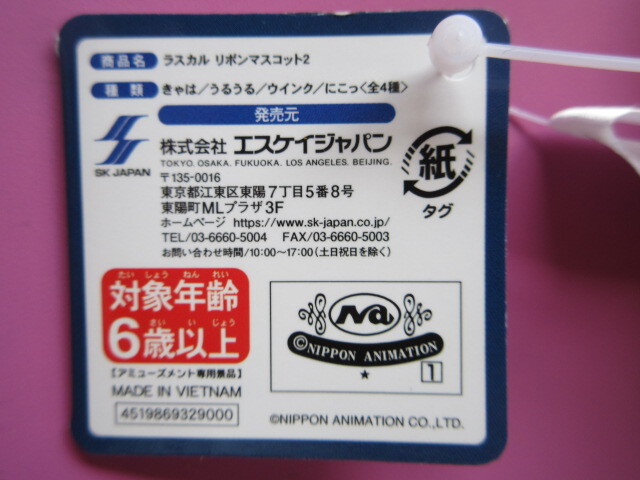 商品名 ラスカル リボンマスコット2
種類 きゃは/うるうる/ウインク/にこっ<全4種>
発売元
SK JAPAN
株式会社 エスケイジャパン
TOKYO. OSAKA. FUKUOKA. LOS ANGELES. BEIJING.
〒135-0016
東京都江東区東陽7丁目5番8号
東陽町MLプラザ3F
ホームページ https://www.sk-japan.co.jp/
TEL/03-6660-5004 FAX/03-6660-5003
お問い合わせ時間/10:00~17:00(土日祝日を除く)
紙
タグ
たいしょうねんれい
対象年齢
さいいじょう
6歳以上
【アミューズメント専用景品】
MADE IN VIETNAM
4519869329000
Na
©NIPPON ANIMATION
★
1
©NIPPON ANIMATION CO.,LTD.